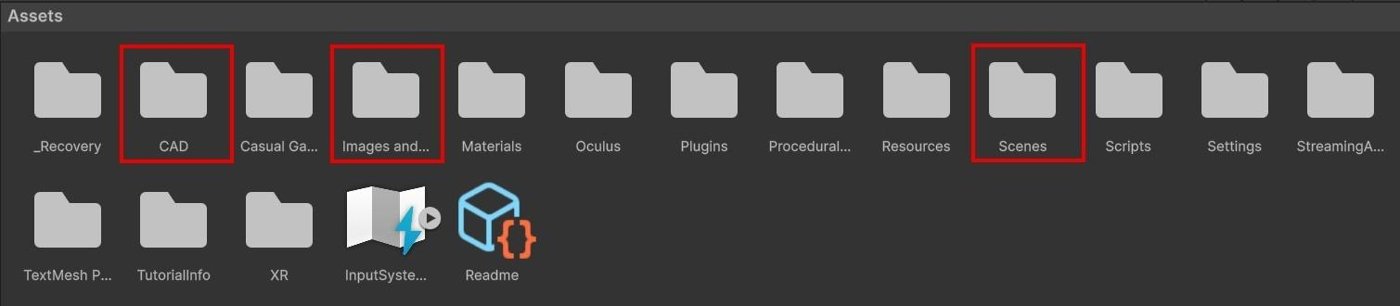 Assets
_Recovery CAD Casual Ga... Images and... Materials Oculus Plugins Procedural... Resources Scenes Scripts Settings StreamingA...
TextMesh P... TutorialInfo XR InputSyste... Readme